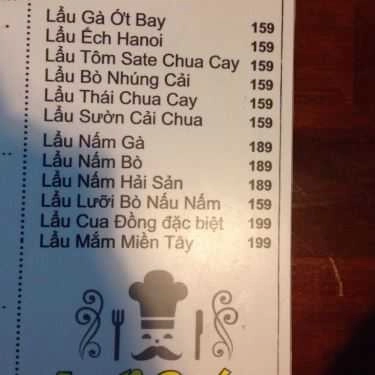 Lẩu Gà Ớt Bay 159
Lẩu Ếch Hanoi 159
Lẩu Tôm Sate Chua Cay 159
Lẩu Bò Nhúng Cải 159
Lẩu Thái Chua Cay 159
Lẩu Sườn Cải Chua 159
Lẩu Nấm Gà 189
Lẩu Nấm Bò 189
Lẩu Nấm Hải Sản 189
Lẩu Lưỡi Bò Nấu Nấm 159
Lẩu Cua Đồng đặc biệt 199
Lẩu Mắm Miền Tây 199